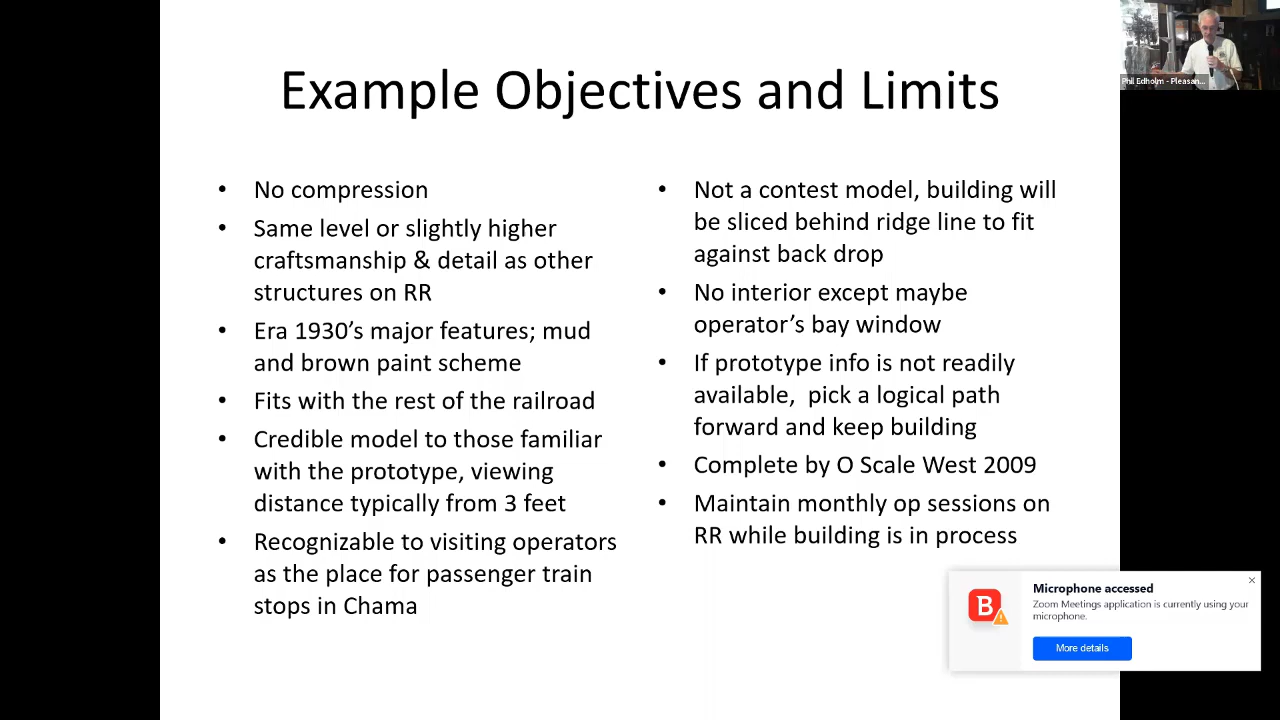 Example Objectives and Limits
• No compression
• Same level or slightly higher
craftsmanship & detail as other
structures on RR
• Era 1930’s major features; mud
and brown paint scheme
• Fits with the rest of the railroad
• Credible model to those familiar
with the prototype, viewing
distance typically from 3 feet
• Recognizable to visiting operators
as the place for passenger train
stops in Chama
• Not a contest model, building will
be sliced behind ridge line to fit
against back drop
• No interior except maybe
operator’s bay window
• If prototype info is not readily
available,  pick a logical path
forward and keep building
• Complete by O Scale West 2009
• Maintain monthly op sessions on
RR while building is in process
Phil Edholm - Pleasan...
B
Microphone accessed
Zoom Meetings application is currently using your
microphone.
More details